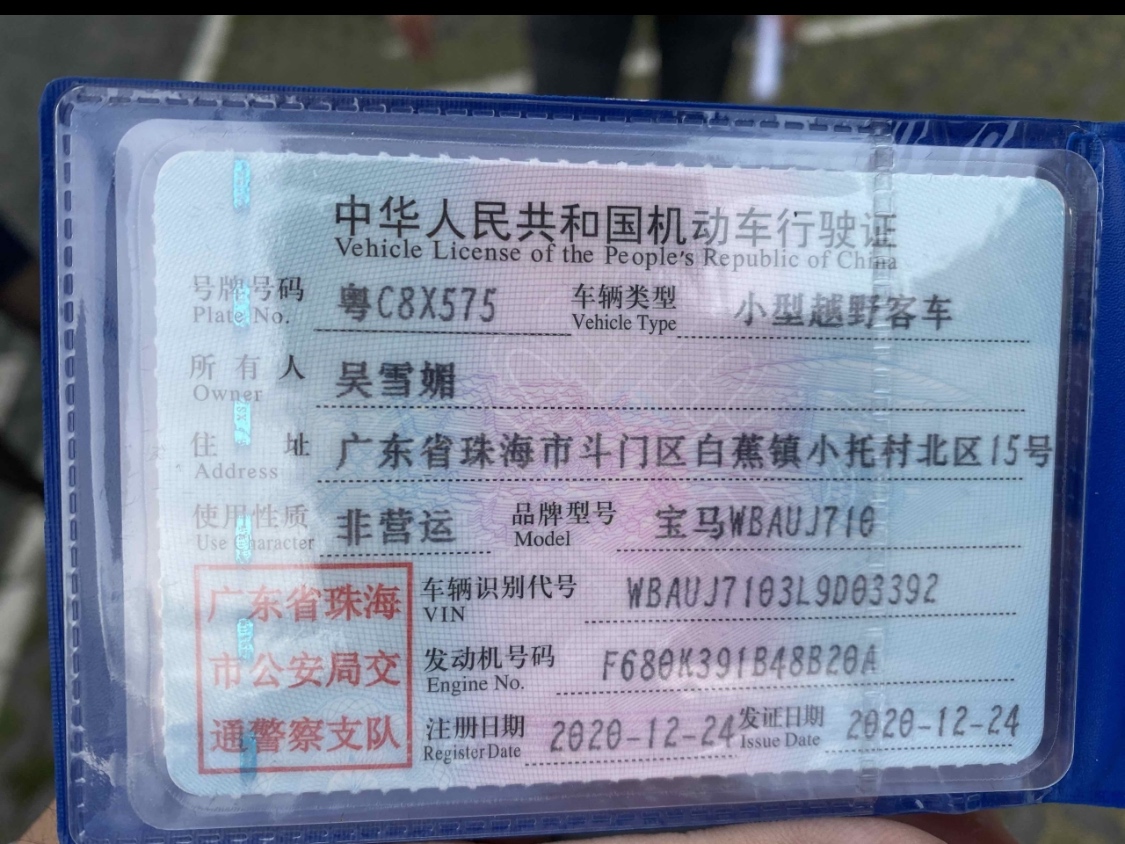 中华人民共和国机动车行驶证
Vehicle License of the People's Republic of China
号牌号码 粤C8X575 车辆类型 小型越野客车
Plate No. Vehicle Type
所有人 吴雪媚
Owner
住址 广东省珠海市斗门区白蕉镇小托村北区15号
Address
使用性质 非营运 品牌型号 宝马WBAUJ710
Use Character Model
广东省珠海 车辆识别代号 WBAUJ7103L9D03392
VIN
市公安局交 发动机号码 F680K391B48B20A
Engine No.
通警察支队 注册日期 2020-12-24 发证日期 2020-12-24
Register Date Issue Date